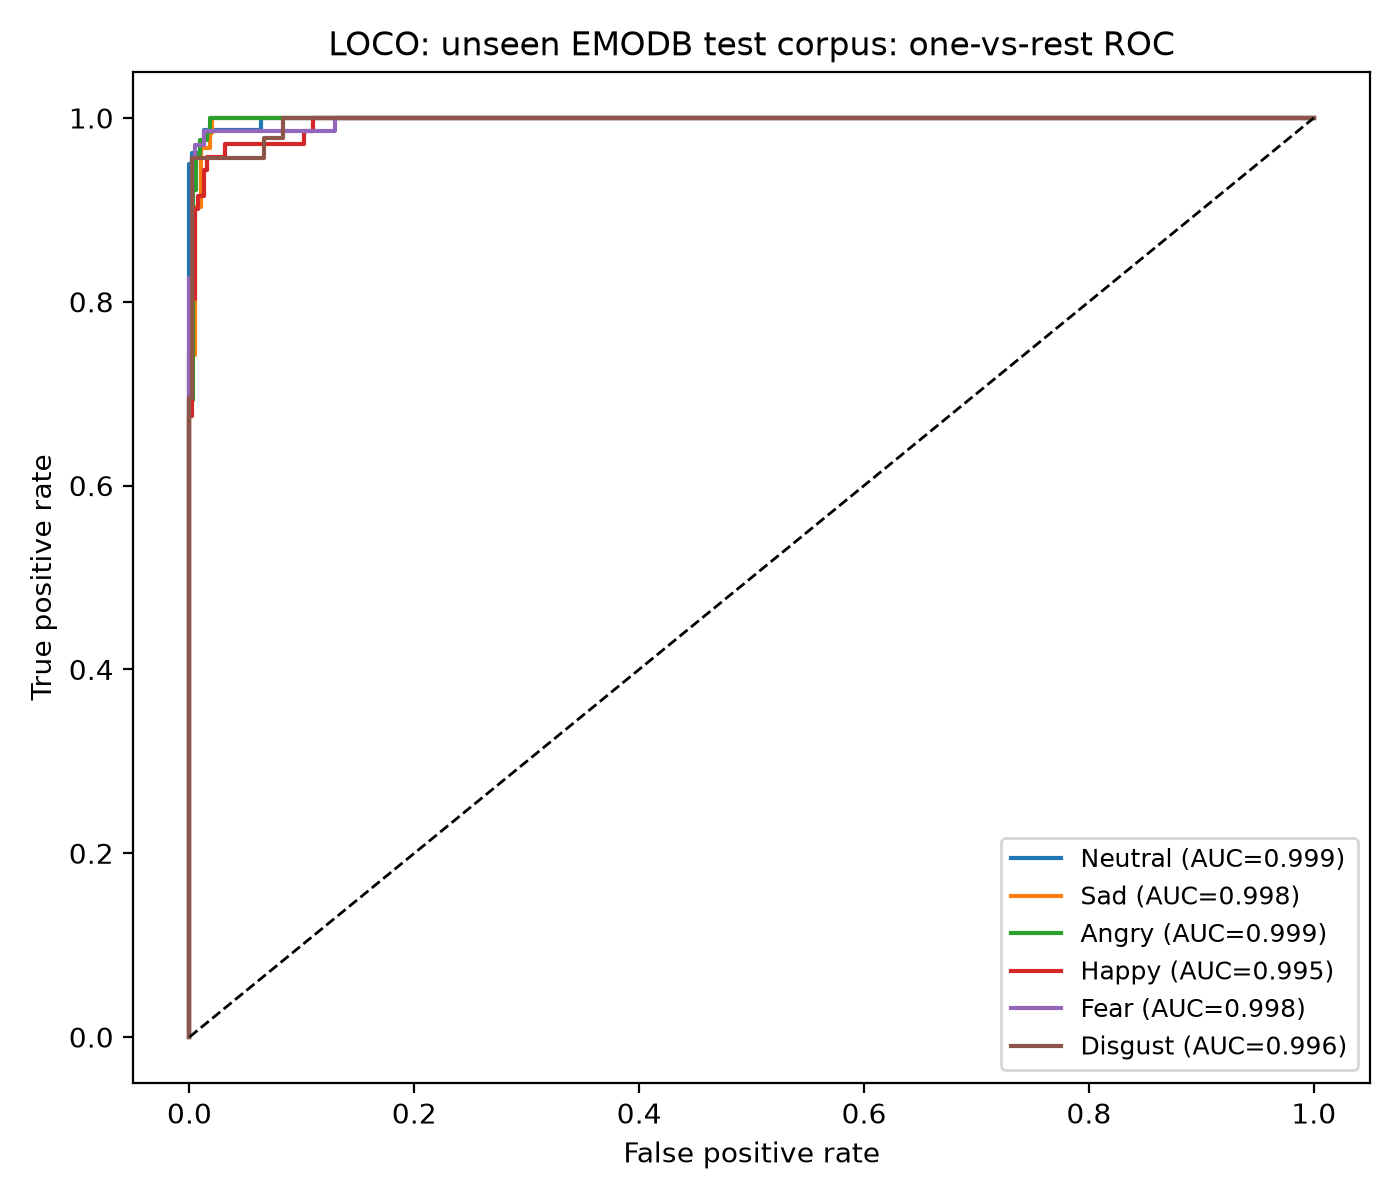 LOCO: unseen EMODB test corpus: one-vs-rest ROC
True positive rate
1.0
0.8
0.6
0.4
0.2
0.0
Neutral (AUC=0.999)
Sad (AUC=0.998)
Angry (AUC=0.999)
Happy (AUC=0.995)
Fear (AUC=0.998)
Disgust (AUC=0.996)
0.0 0.2 0.4 0.6 0.8 1.0
False positive rate